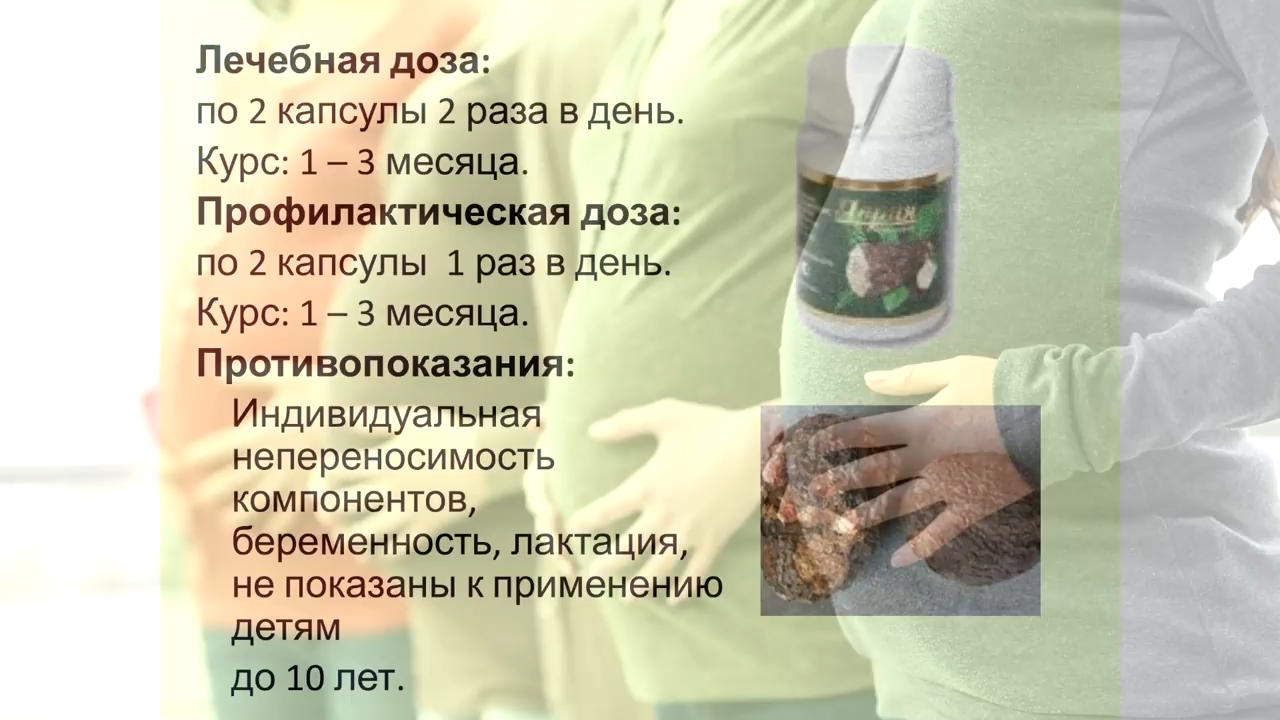 Лечебная доза:
по 2 капсулы 2 раза в день.
Курс: 1 – 3 месяца.
Профилактическая доза:
по 2 капсулы  1 раз в день.
Курс: 1 – 3 месяца.
Противопоказания:
Индивидуальная
непереносимость
компонентов,
беременность, лактация,
не показаны к применению
детям
до 10 лет.